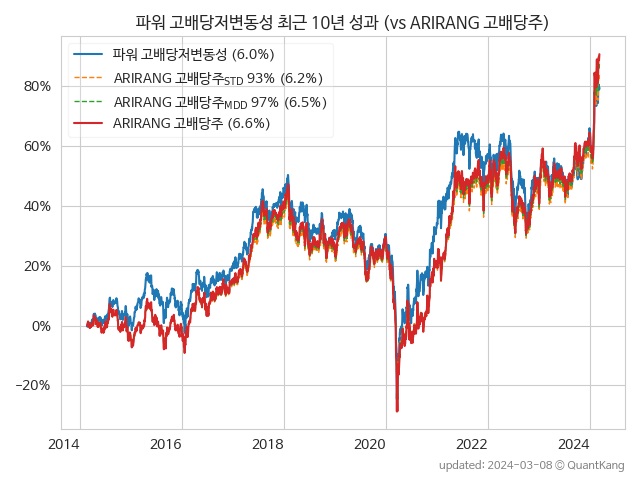 파워 고배당저변동성 최근 10년 성과 (vs ARIRANG 고배당주)
파워 고배당저변동성 (6.0%)
ARIRANG 고배당주STD 93% (6.2%)
ARIRANG 고배당주MDD 97% (6.5%)
ARIRANG 고배당주 (6.6%)
80%
60%
40%
20%
0%
−20%
2014 2016 2018 2020 2022 2024
updated: 2024-03-08 © QuantKang